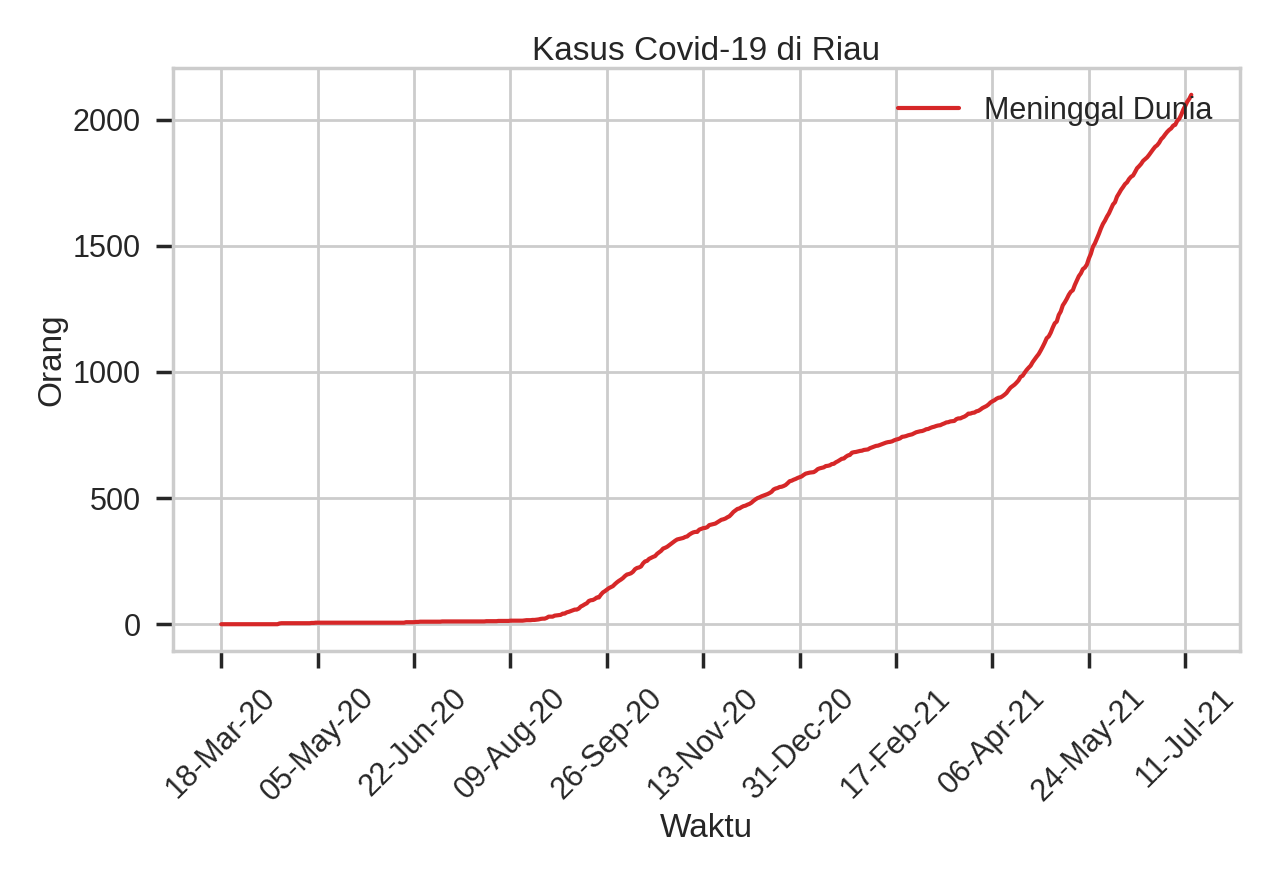 Kasus Covid-19 di Riau
Meninggal Dunia
2000
1500
1000
500
0
Orang
18-Mar-20
05-May-20
22-Jun-20
09-Aug-20
26-Sep-20
13-Nov-20
31-Dec-20
17-Feb-21
06-Apr-21
24-May-21
11-Jul-21
Waktu